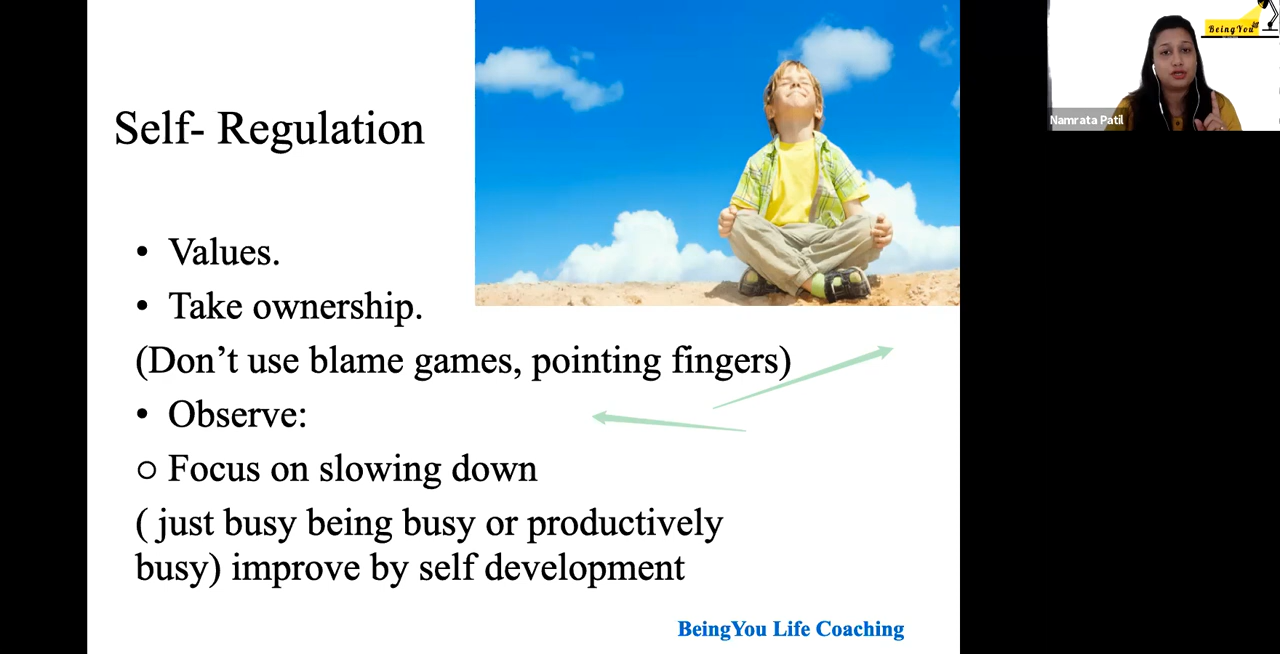 Self- Regulation
• Values.
• Take ownership.
(Don’t use blame games, pointing fingers)
• Observe:
○ Focus on slowing down
( just busy being busy or productively
busy) improve by self development
BeingYou Life Coaching
BeingYou
Namrata Patil